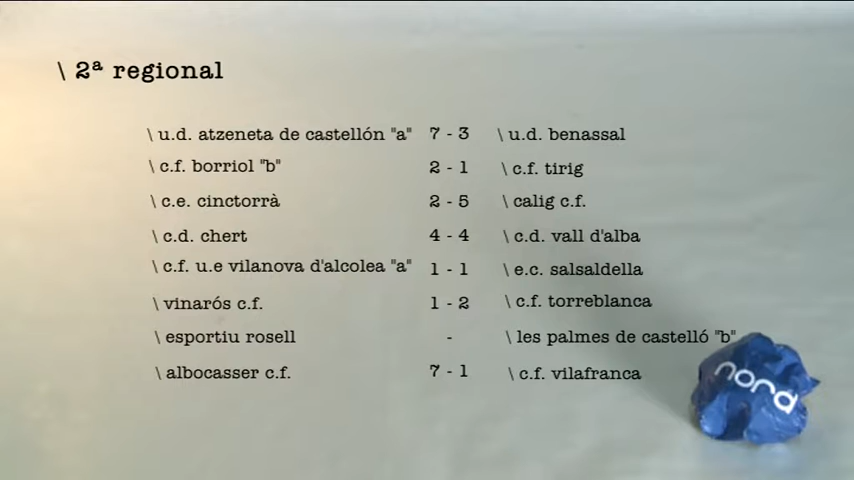 \ 2ª regional
\ u.d. atzeneta de castellón "a" 7 - 3 \ u.d. benassal
\ c.f. borriol "b" 2 - 1 \ c.f. tirig
\ c.e. cinctorrà 2 - 5 \ calig c.f.
\ c.d. chert 4 - 4 \ c.d. vall d'alba
\ c.f. u.e vilanova d'alcolea "a" 1 - 1 \ e.c. salsaldella
\ vinarós c.f. 1 - 2 \ c.f. torreblanca
\ esportiu rosell - \ les palmes de castelló "b"
\ albocasser c.f. 7 - 1 \ c.f. vilafranca
nord